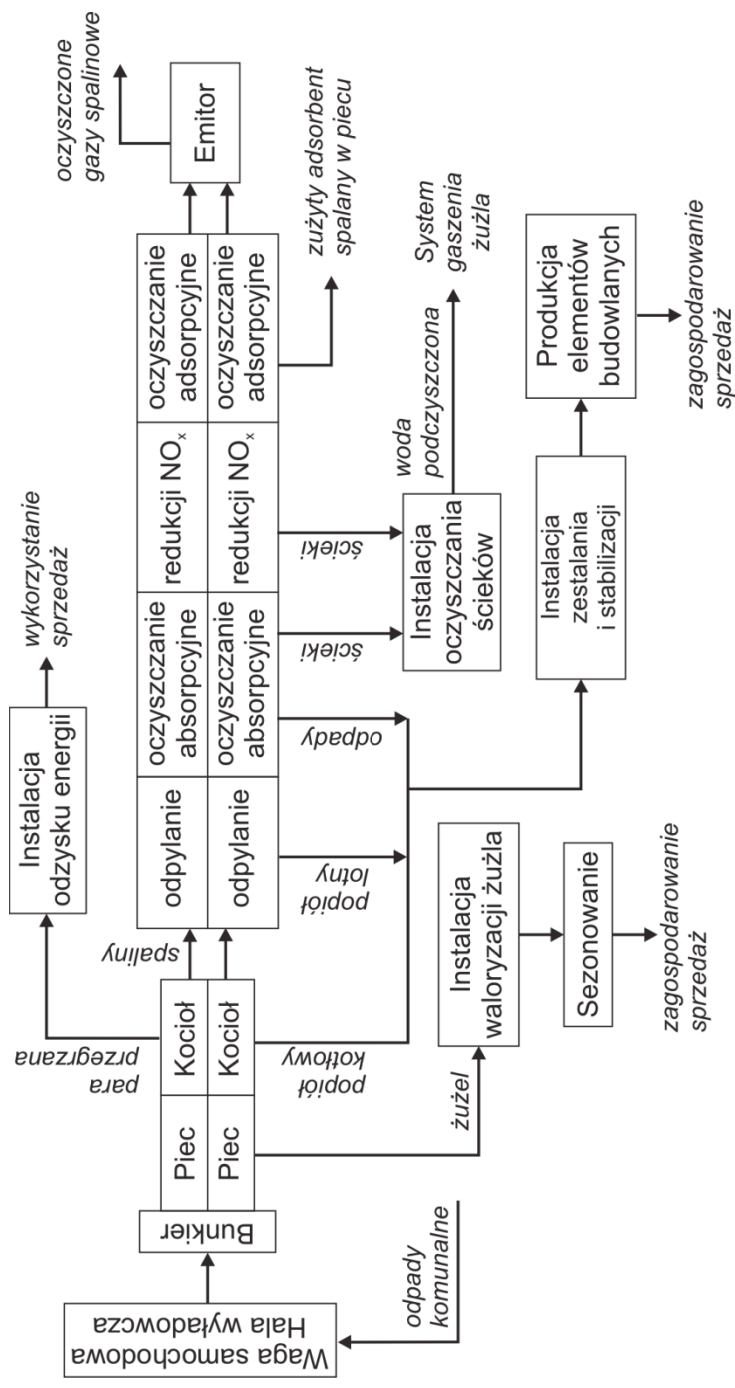 oczyszczone
gazy spalinowe
Emitor
wykorzystanie
sprzedaż
Instalacja
odzysku energii
para
przegrzana
spaliny
Waga samochodowa
Hala wyładowcza
Bunkier
Piec
Kocioł
odpylanie
oczyszczanie
absorpcyjne
redukcji NOₓ
oczyszczanie
adsorpcyjne
Piec
Kocioł
odpylanie
oczyszczanie
absorpcyjne
redukcji NOₓ
oczyszczanie
adsorpcyjne
odpady
komunalne
żużel
popiół
kotłowy
popiół
lotny
odpady
ścieki
ścieki
zużyty adsorbent
spalany w piecu
Instalacja
oczyszczania
ścieków
woda
podczyszczona
System
gaszenia
żużla
Instalacja
waloryzacji żużla
Sezonowanie
zagospodarowanie
sprzedaż
Instalacja
zestalania
i stabilizacji
Produkcja
elementów
budowlanych
zagospodarowanie
sprzedaż